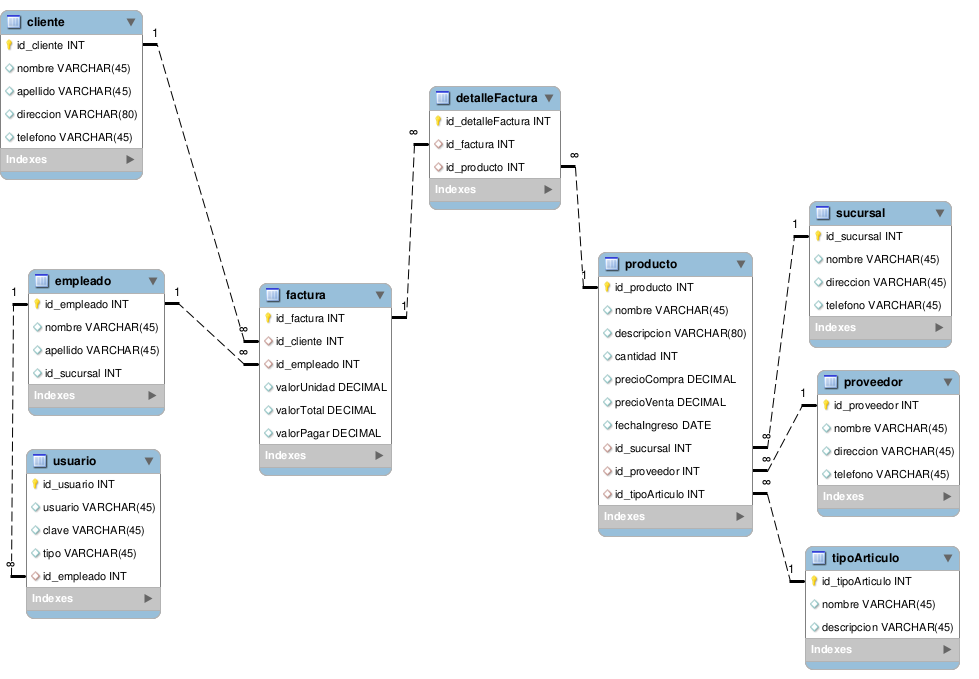 cliente
id_cliente INT
nombre VARCHAR(45)
apellido VARCHAR(45)
direccion VARCHAR(80)
telefono VARCHAR(45)
Indexes
1
detalleFactura
id_detalleFactura INT
id_factura INT
id_producto INT
Indexes
∞
∞
empleado
id_empleado INT
nombre VARCHAR(45)
apellido VARCHAR(45)
id_sucursal INT
Indexes
1
1
factura
id_factura INT
id_cliente INT
id_empleado INT
valorUnidad DECIMAL
valorTotal DECIMAL
valorPagar DECIMAL
Indexes
∞
∞
1
usuario
id_usuario INT
usuario VARCHAR(45)
clave VARCHAR(45)
tipo VARCHAR(45)
id_empleado INT
Indexes
∞
producto
id_producto INT
nombre VARCHAR(45)
descripcion VARCHAR(80)
cantidad INT
precioCompra DECIMAL
precioVenta DECIMAL
fechaIngreso DATE
id_sucursal INT
id_proveedor INT
id_tipoArticulo INT
Indexes
1
∞
∞
∞
sucursal
id_sucursal INT
nombre VARCHAR(45)
direccion VARCHAR(45)
telefono VARCHAR(45)
Indexes
1
proveedor
id_proveedor INT
nombre VARCHAR(45)
direccion VARCHAR(45)
telefono VARCHAR(45)
Indexes
1
tipoArticulo
id_tipoArticulo INT
nombre VARCHAR(45)
descripcion VARCHAR(45)
Indexes
1